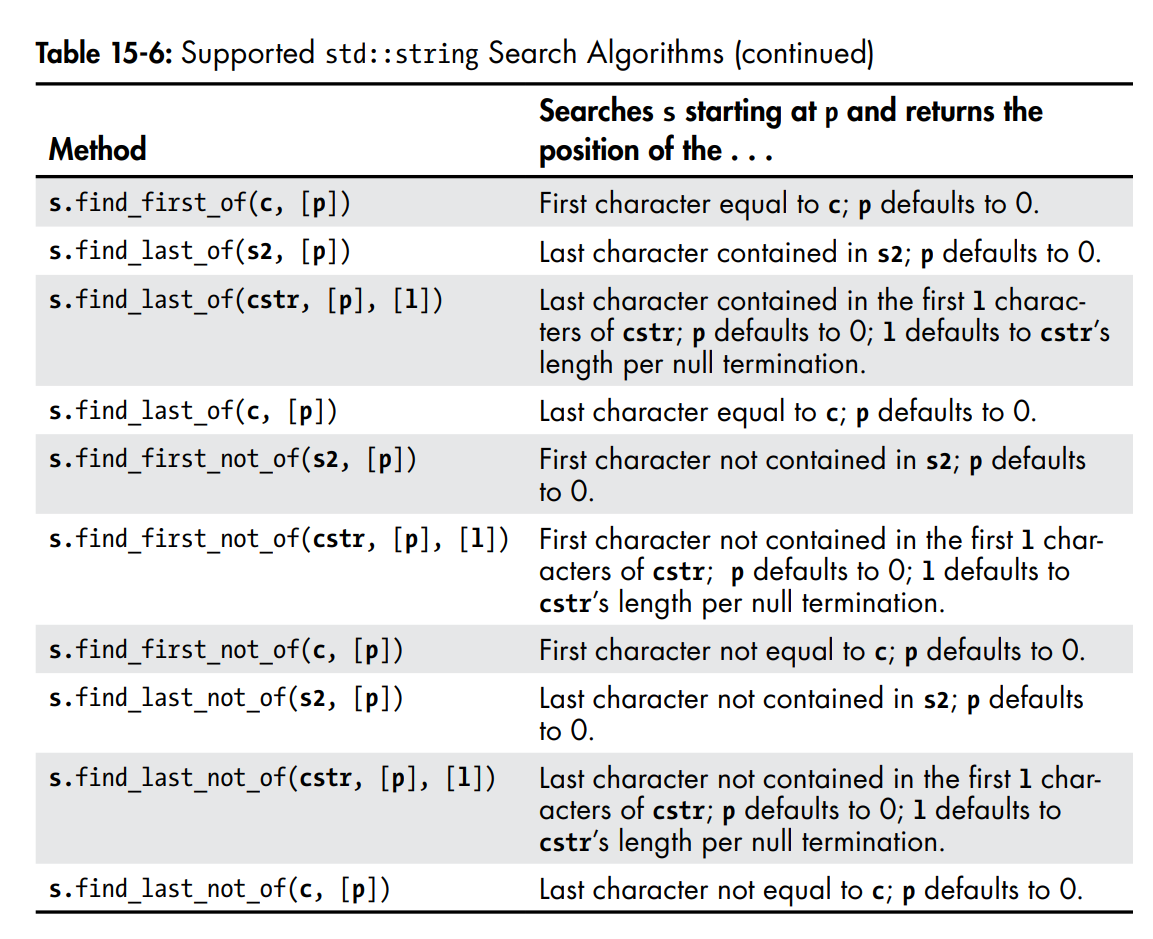 Table 15-6: Supported std::string Search Algorithms (continued)
Method
Searches s starting at p and returns the
position of the . . .
s.find_first_of(c, [p])
First character equal to c; p defaults to 0.
s.find_last_of(s2, [p])
Last character contained in s2; p defaults to 0.
s.find_last_of(cstr, [p], [l])
Last character contained in the first l charac-
ters of cstr; p defaults to 0; l defaults to cstr’s
length per null termination.
s.find_last_of(c, [p])
Last character equal to c; p defaults to 0.
s.find_first_not_of(s2, [p])
First character not contained in s2; p defaults
to 0.
s.find_first_not_of(cstr, [p], [l])
First character not contained in the first l char-
acters of cstr; p defaults to 0; l defaults to
cstr’s length per null termination.
s.find_first_not_of(c, [p])
First character not equal to c; p defaults to 0.
s.find_last_not_of(s2, [p])
Last character not contained in s2; p defaults
to 0.
s.find_last_not_of(cstr, [p], [l])
Last character not contained in the first l char-
acters of cstr; p defaults to 0; l defaults to
cstr’s length per null termination.
s.find_last_not_of(c, [p])
Last character not equal to c; p defaults to 0.